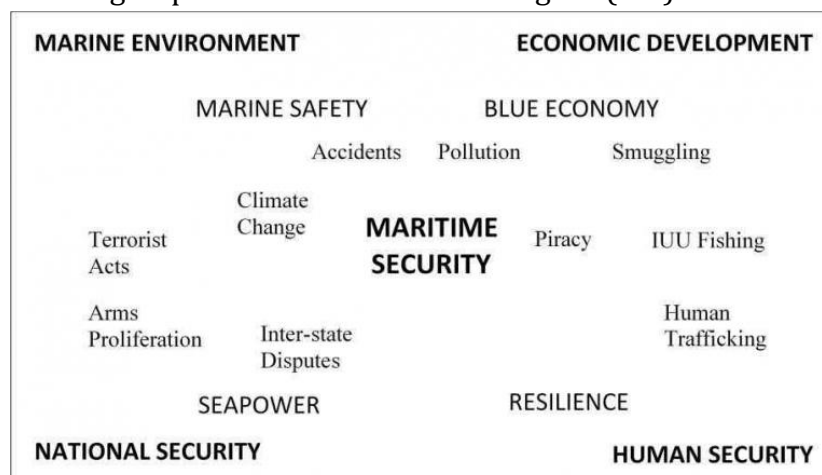 MARINE ENVIRONMENT ECONOMIC DEVELOPMENT
MARINE SAFETY BLUE ECONOMY
Accidents Pollution Smuggling
Climate
Change
MARITIME
SECURITY
Piracy IUU Fishing
Terrorist
Acts
Arms
Proliferation
Inter-state
Disputes
Human
Trafficking
SEAPOWER RESILIENCE
NATIONAL SECURITY HUMAN SECURITY